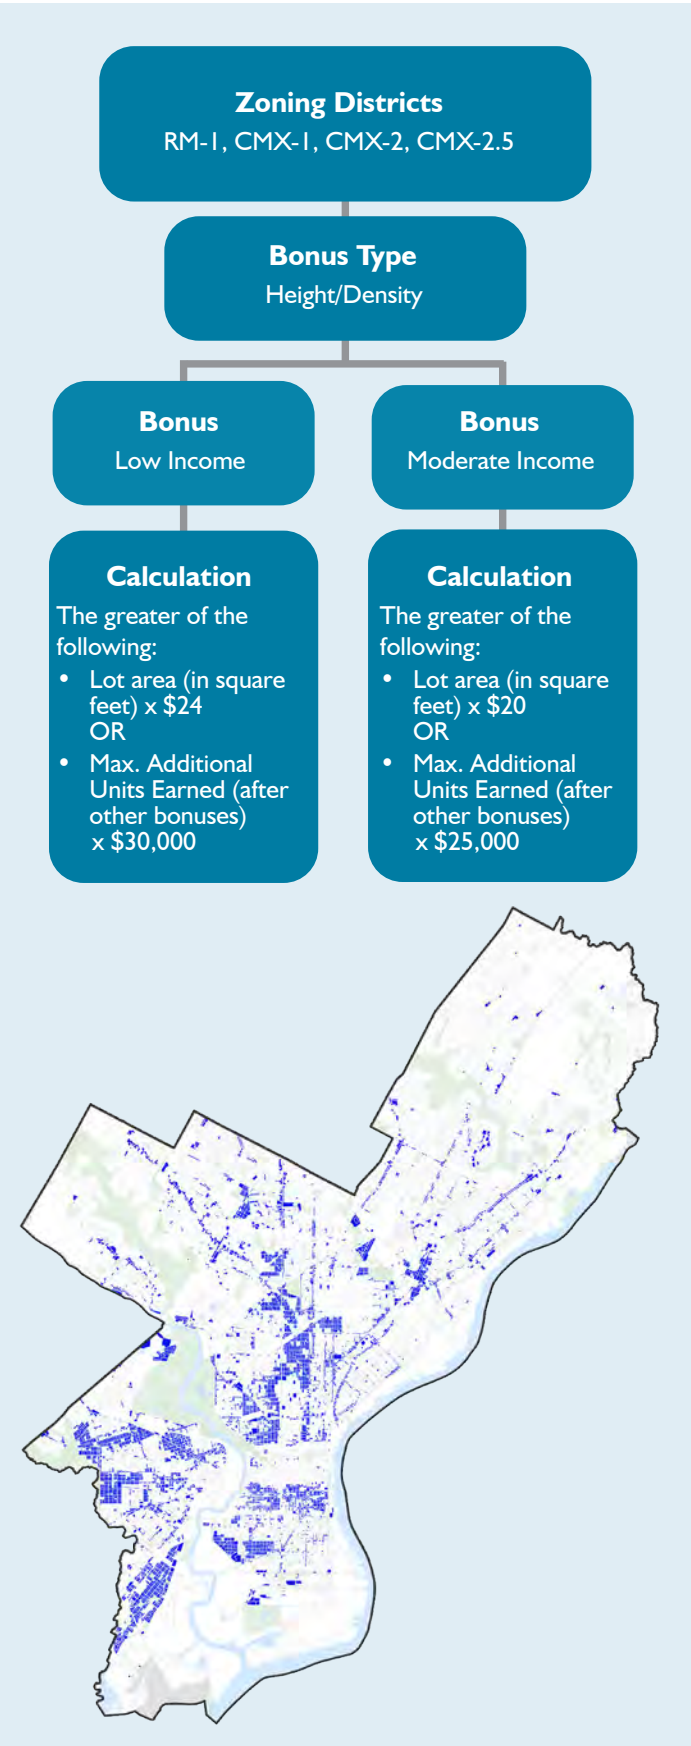 Zoning Districts
RM-1, CMX-1, CMX-2, CMX-2.5
Bonus Type
Height/Density
Bonus
Low Income
Bonus
Moderate Income
Calculation
The greater of the
following:
• Lot area (in square
feet) x $24
OR
• Max. Additional
Units Earned (after
other bonuses)
x $30,000
Calculation
The greater of the
following:
• Lot area (in square
feet) x $20
OR
• Max. Additional
Units Earned (after
other bonuses)
x $25,000